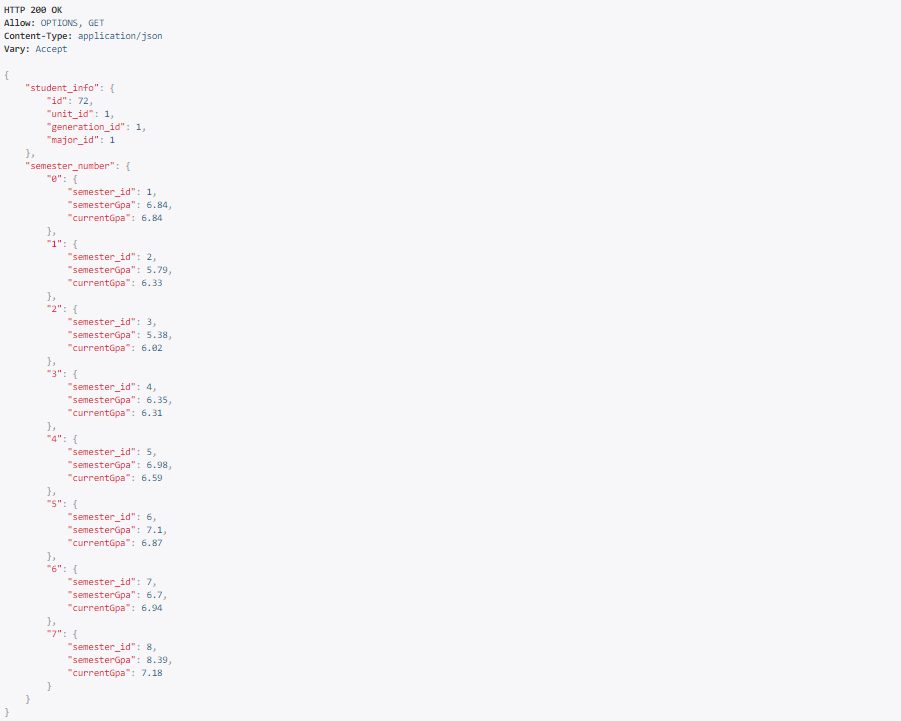 HTTP 200 OK
Allow: OPTIONS, GET
Content-Type: application/json
Vary: Accept
{
    "student_info": {
        "id": 72,
        "unit_id": 1,
        "generation_id": 1,
        "major_id": 1
    },
    "semester_number": {
        "0": {
            "semester_id": 1,
            "semesterGpa": 6.84,
            "currentGpa": 6.84
        },
        "1": {
            "semester_id": 2,
            "semesterGpa": 5.79,
            "currentGpa": 6.33
        },
        "2": {
            "semester_id": 3,
            "semesterGpa": 5.38,
            "currentGpa": 6.02
        },
        "3": {
            "semester_id": 4,
            "semesterGpa": 6.35,
            "currentGpa": 6.31
        },
        "4": {
            "semester_id": 5,
            "semesterGpa": 6.98,
            "currentGpa": 6.59
        },
        "5": {
            "semester_id": 6,
            "semesterGpa": 7.1,
            "currentGpa": 6.87
        },
        "6": {
            "semester_id": 7,
            "semesterGpa": 6.7,
            "currentGpa": 6.94
        },
        "7": {
            "semester_id": 8,
            "semesterGpa": 8.39,
            "currentGpa": 7.18
        }
    }
}